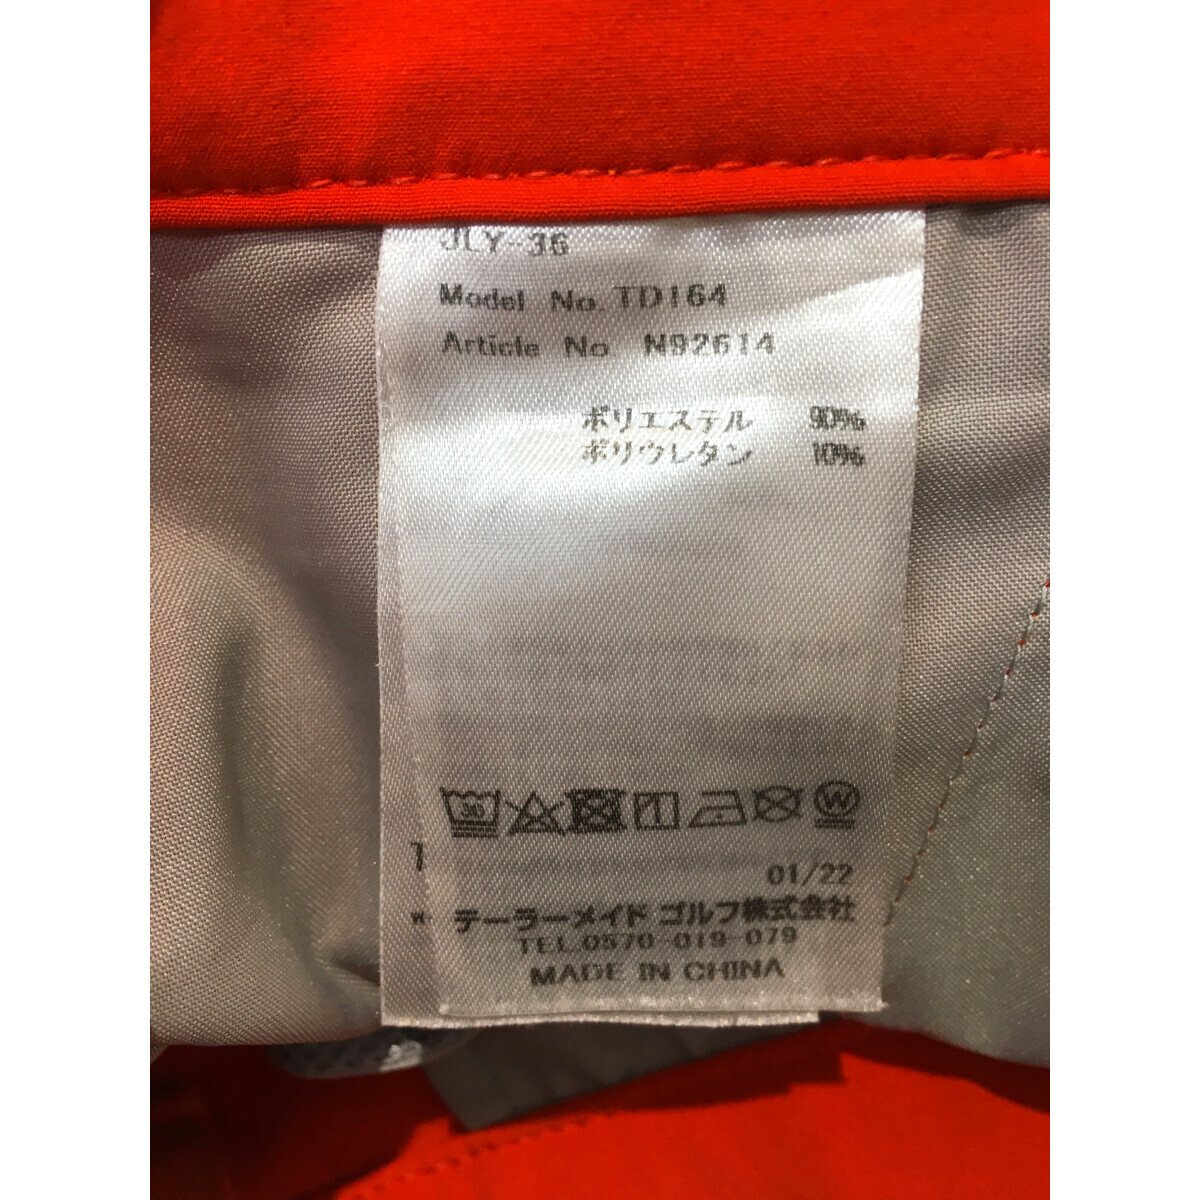 JLY-36
Model No. TD164
Article No. N92614
ポリエステル 90%
ポリウレタン 10%
30
W
01/22
テーラーメイド ゴルフ株式会社
TEL.0570-019-079
MADE IN CHINA